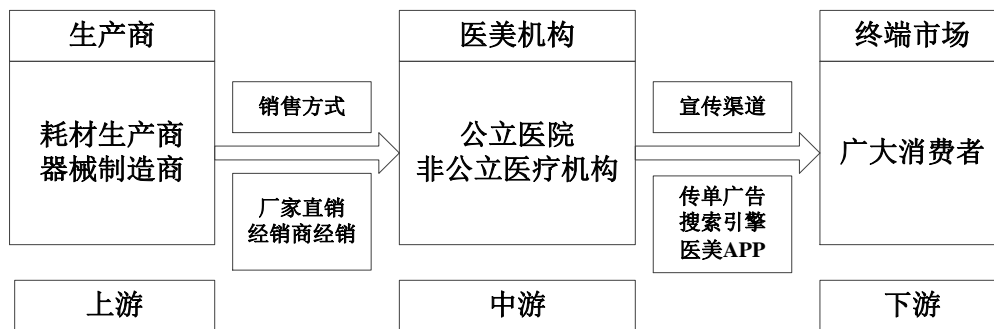 生产商
医美机构
终端市场
销售方式
宣传渠道
耗材生产商
器械制造商
公立医院
非公立医疗机构
广大消费者
厂家直销
经销商经销
传单广告
搜索引擎
医美APP
上游
中游
下游